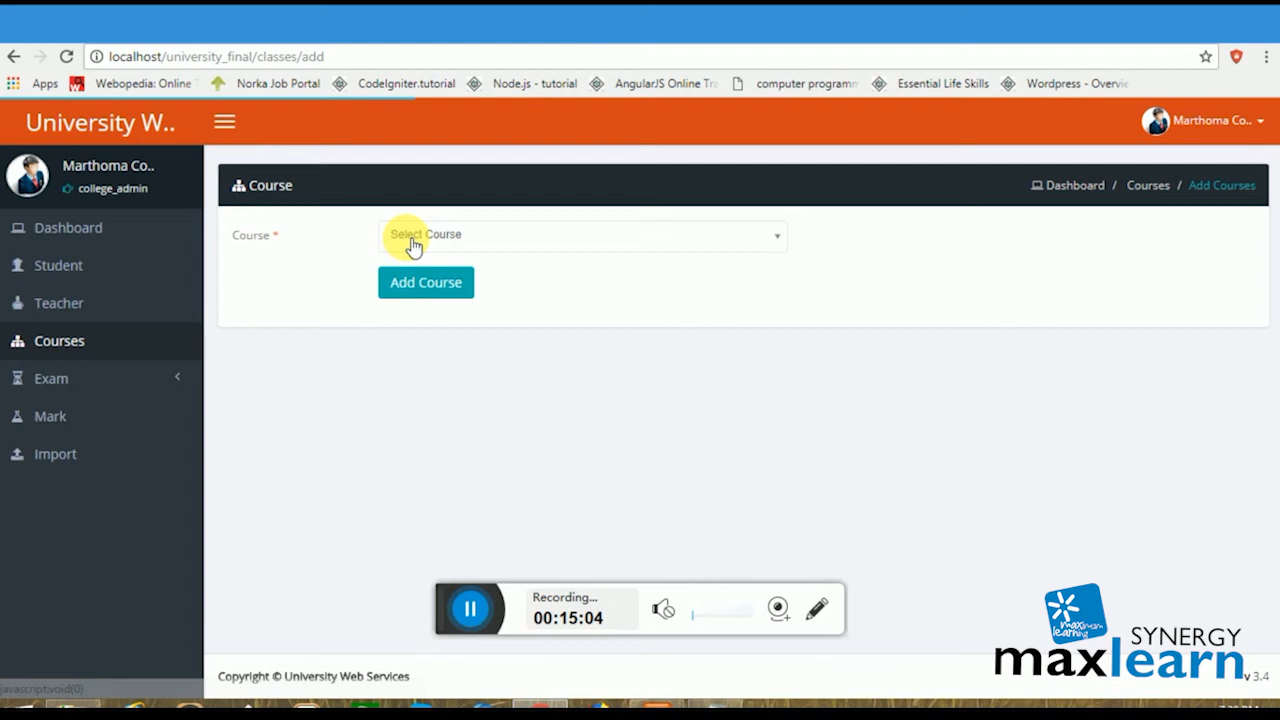 localhost/university_final/classes/add
Apps Webopedia: Online Norka Job Portal CodeIgniter.tutorial Node.js - tutorial AngularJS Online Tra computer programm Essential Life Skills Wordpress - Overvie
University W..
Marthoma Co..
Marthoma Co..
college_admin
Dashboard
Student
Teacher
Courses
Exam
Mark
Import
Course
Dashboard / Courses / Add Courses
Course *
Select Course
Add Course
Recording...
00:15:04
maximum
learning
SYNERGY
maxlearn
Copyright © University Web Services
v 3.4
javascript:void(0)